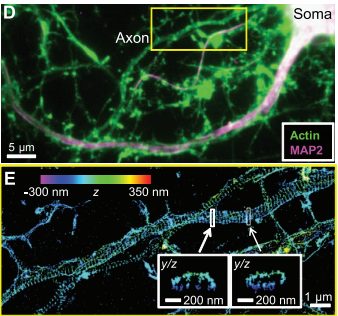 D
Soma
Axon
Actin
MAP2
5 μm
E
-300 nm z 350 nm
y/z
200 nm
y/z
200 nm
1 μm